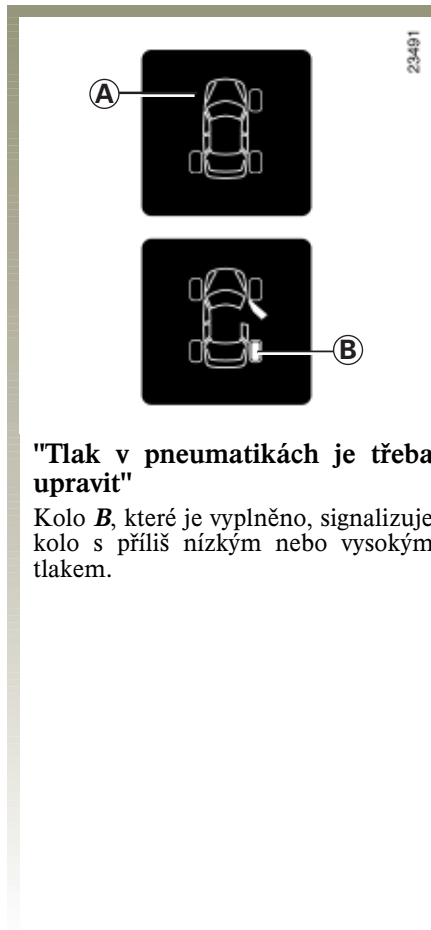 23491
A
B
"Tlak v pneumatikách je třeba
upravit"
Kolo B, které je vyplněno, signalizuje
kolo s příliš nízkým nebo vysokým
tlakem.